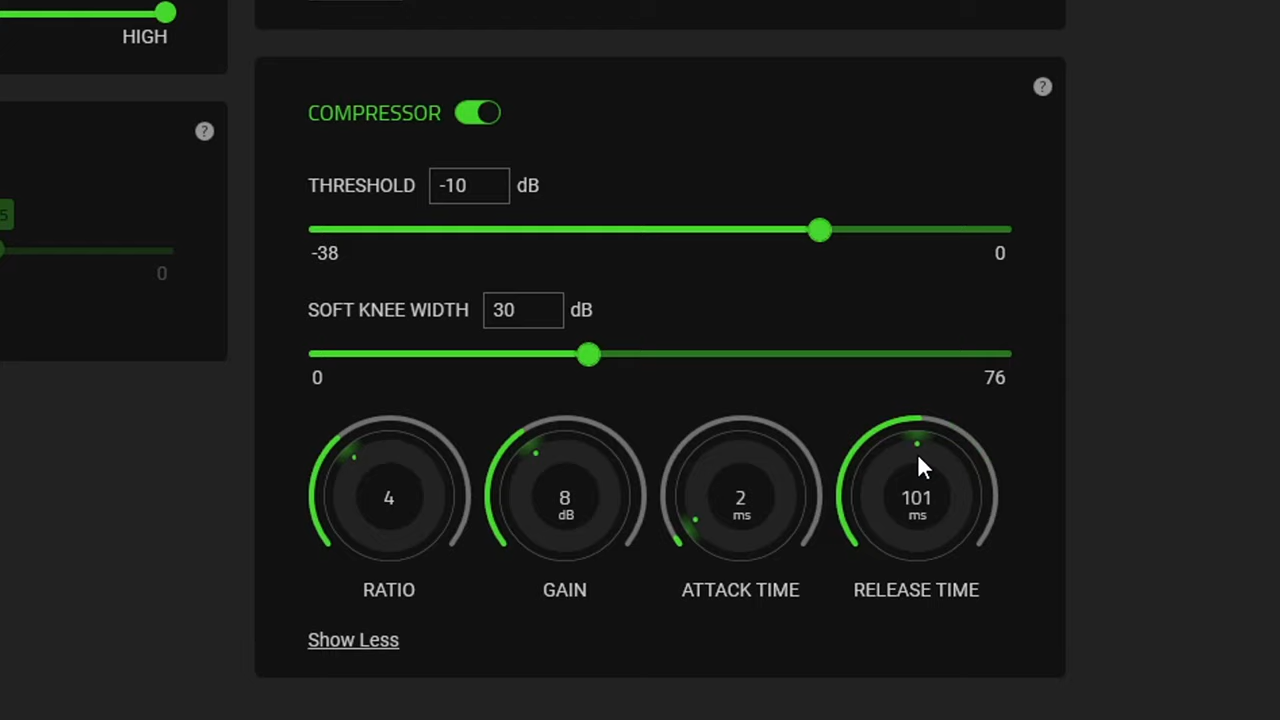 HIGH
?
5
0
COMPRESSOR
?
THRESHOLD -10 dB
-38 0
SOFT KNEE WIDTH 30 dB
0 76
4 8 2 101
dB ms ms
RATIO GAIN ATTACK TIME RELEASE TIME
Show Less